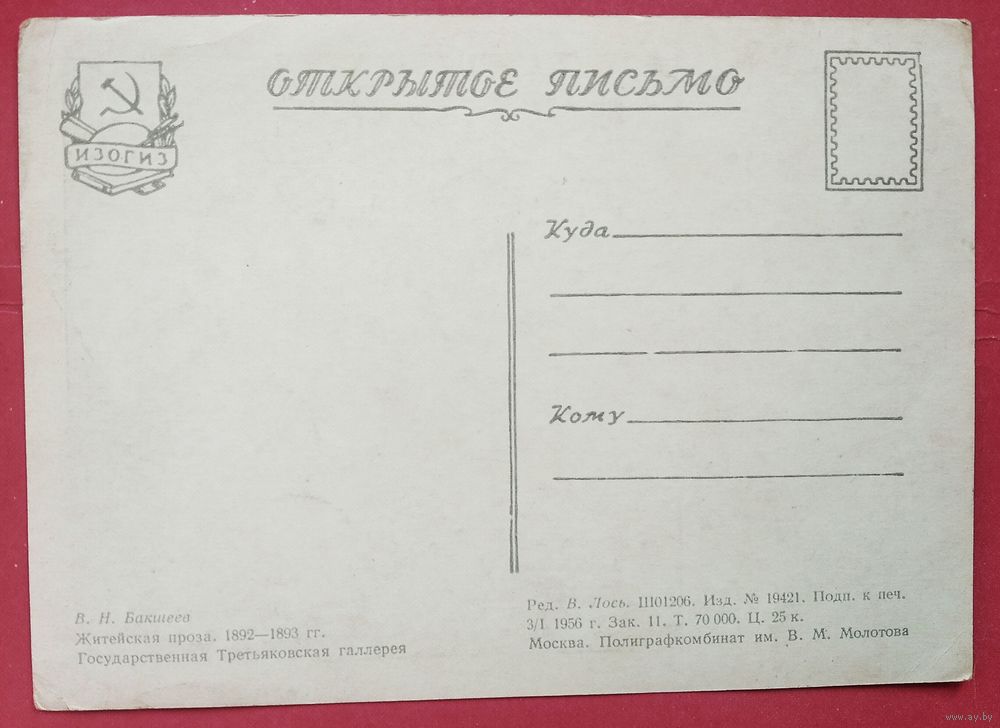 ОТКРЫТОЕ ПИСЬМО
ИЗОГИЗ
Куда
Кому
В. Н. Бакшеев
Житейская проза. 1892—1893 гг.
Государственная Третьяковская галлерея
Ред. В. Лось. Ш01206. Изд. № 19421. Подп. к печ.
3/I 1956 г. Зак. 11. Т. 70 000. Ц. 25 к.
Москва. Полиграфкомбинат им. В. М. Молотова
www.ay.by